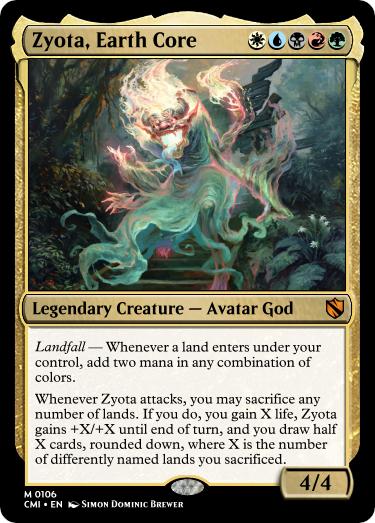 Zyota, Earth Core
Legendary Creature — Avatar God
Landfall — Whenever a land enters under your
control, add two mana in any combination of
colors.
Whenever Zyota attacks, you may sacrifice any
number of lands. If you do, you gain X life, Zyota
gains +X/+X until end of turn, and you draw half
X cards, rounded down, where X is the number
of differently named lands you sacrificed.
4/4
M 0106
CMI • EN Simon Dominic Brewer